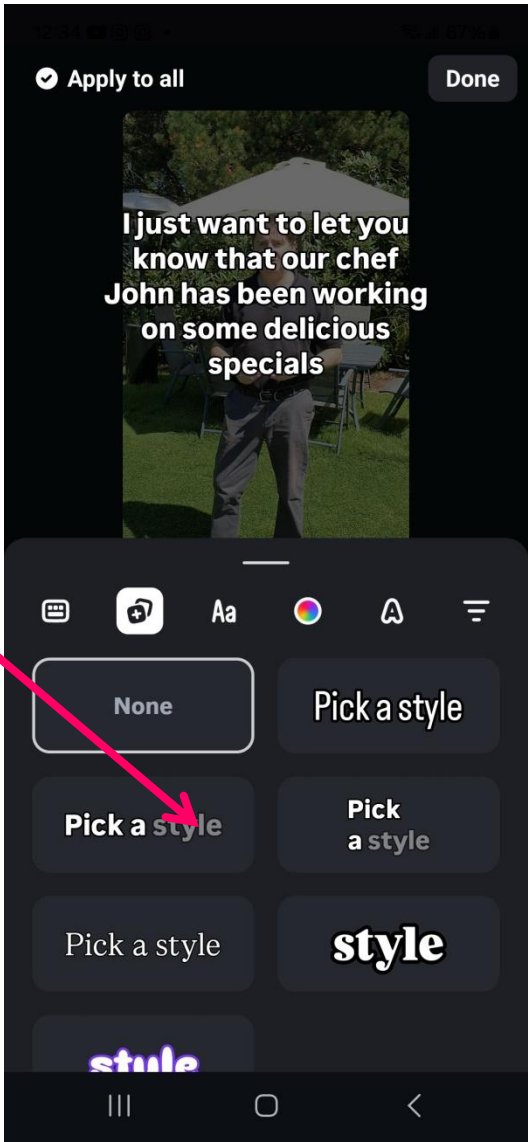 Apply to all
Done
I just want to let you
know that our chef
John has been working
on some delicious
specials
Aa
A
None
Pick a style
Pick a style
Pick
a style
Pick a style
style
style